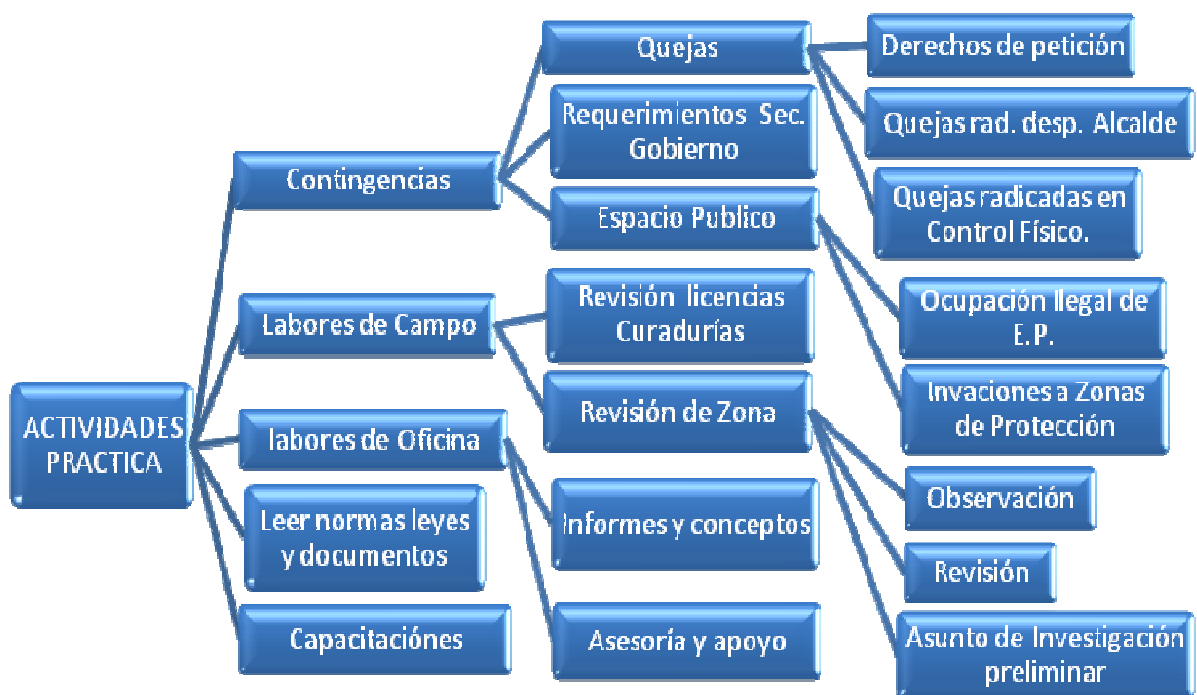 ACTIVIDADES
PRACTICA
Contingencias
Labores de Campo
labores de Oficina
Leer normas leyes
y documentos
Capacitaciónes
Quejas
Requerimientos Sec.
Gobierno
Espacio Publico
Revisión licencias
Curadurías
Revisión de Zona
Informes y conceptos
Asesoría y apoyo
Derechos de petición
Quejas rad. desp. Alcalde
Quejas radicadas en
Control Físico.
Ocupación Ilegal de
E.P.
Invaciones a Zonas
de Protección
Observación
Revisión
Asunto de Investigación
preliminar